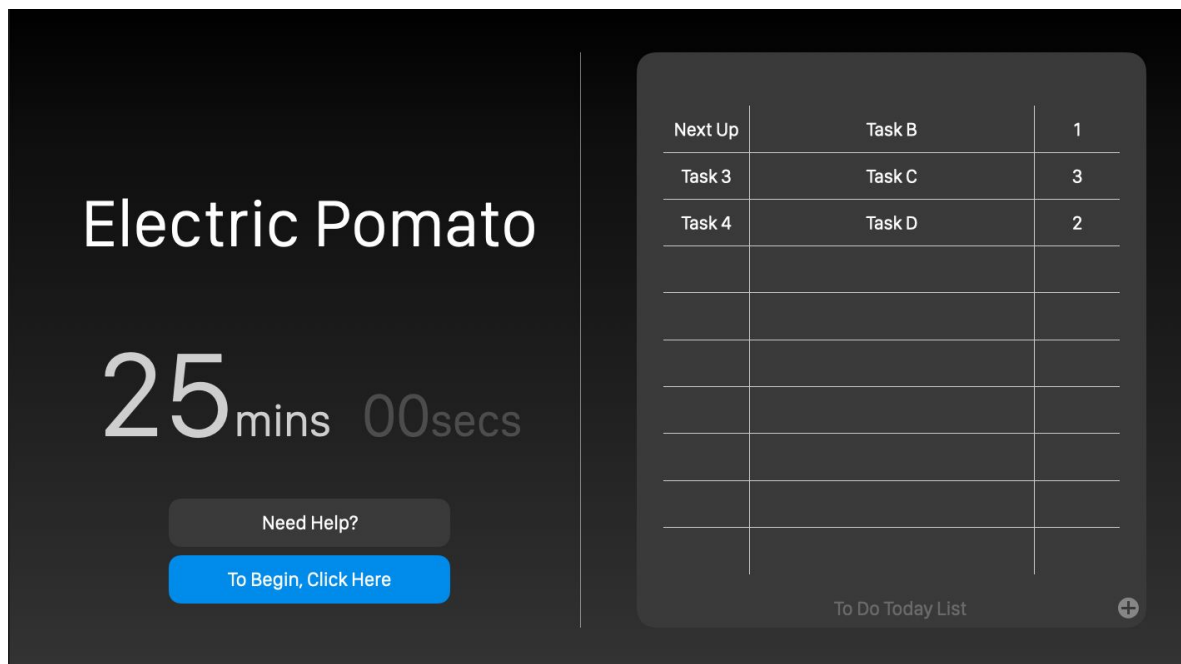 Electric Pomato
25mins 00secs
Need Help?
To Begin, Click Here
Next Up Task B 1
Task 3 Task C 3
Task 4 Task D 2
To Do Today List